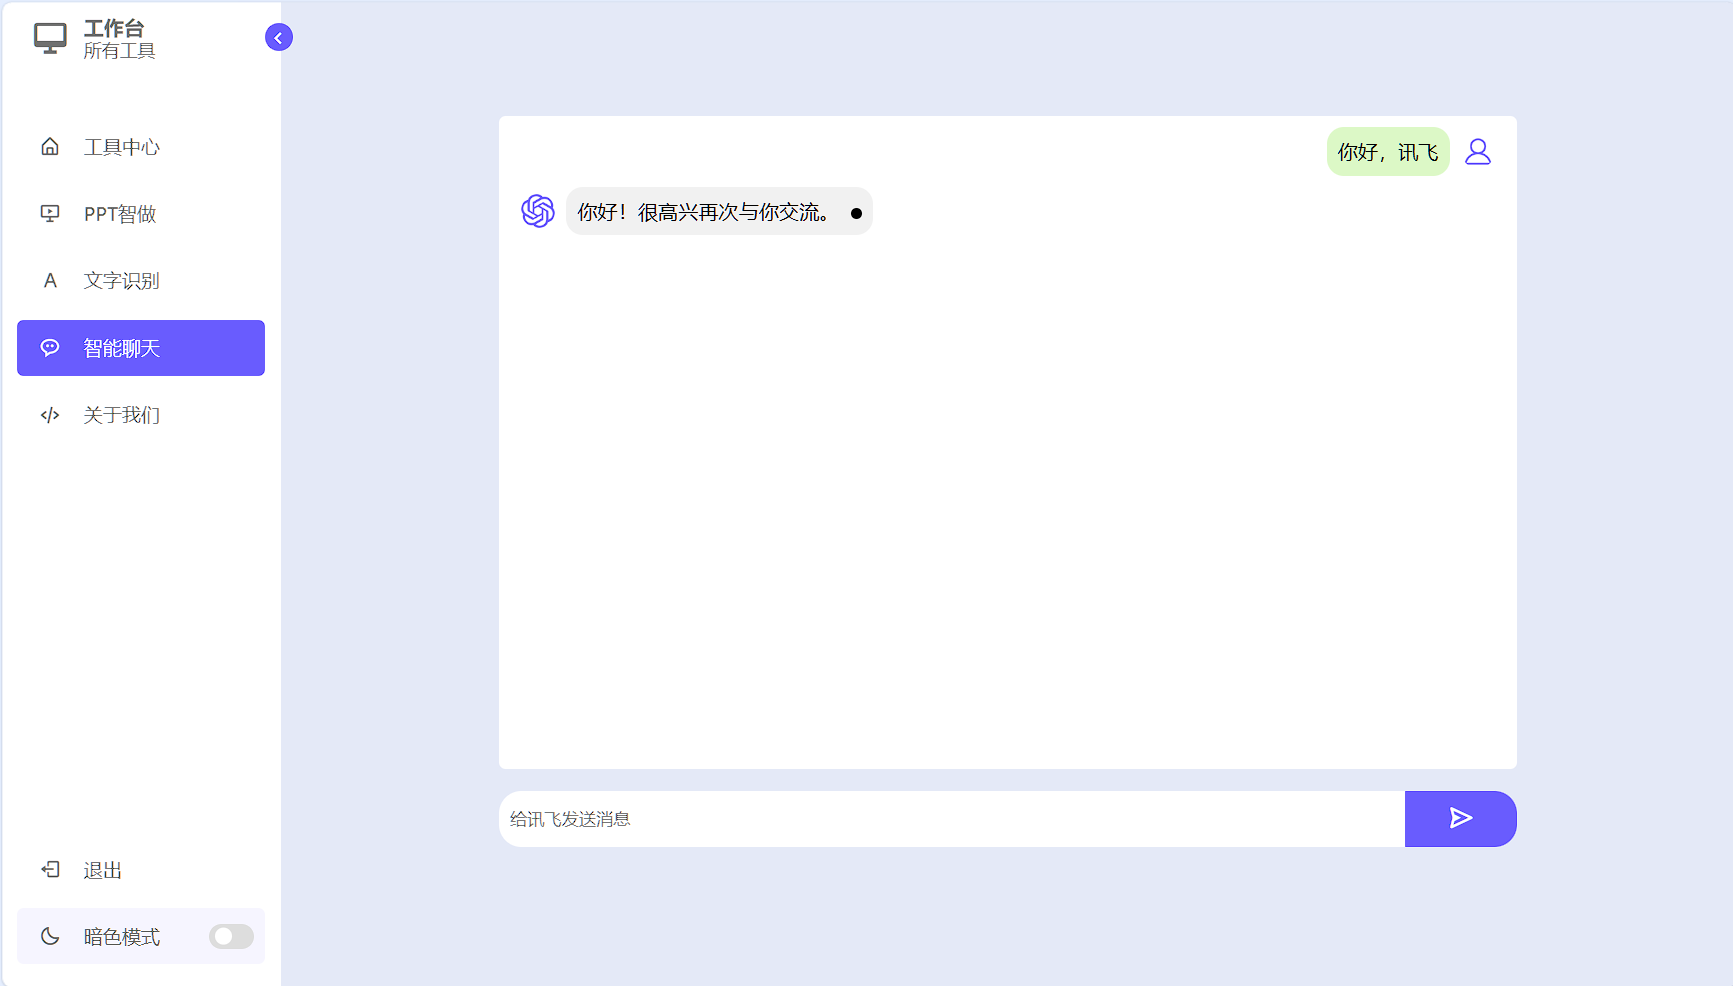 工作台
所有工具
工具中心
PPT智做
文字识别
智能聊天
关于我们
退出
暗色模式
你好，讯飞
你好！很高兴再次与你交流。
给讯飞发送消息